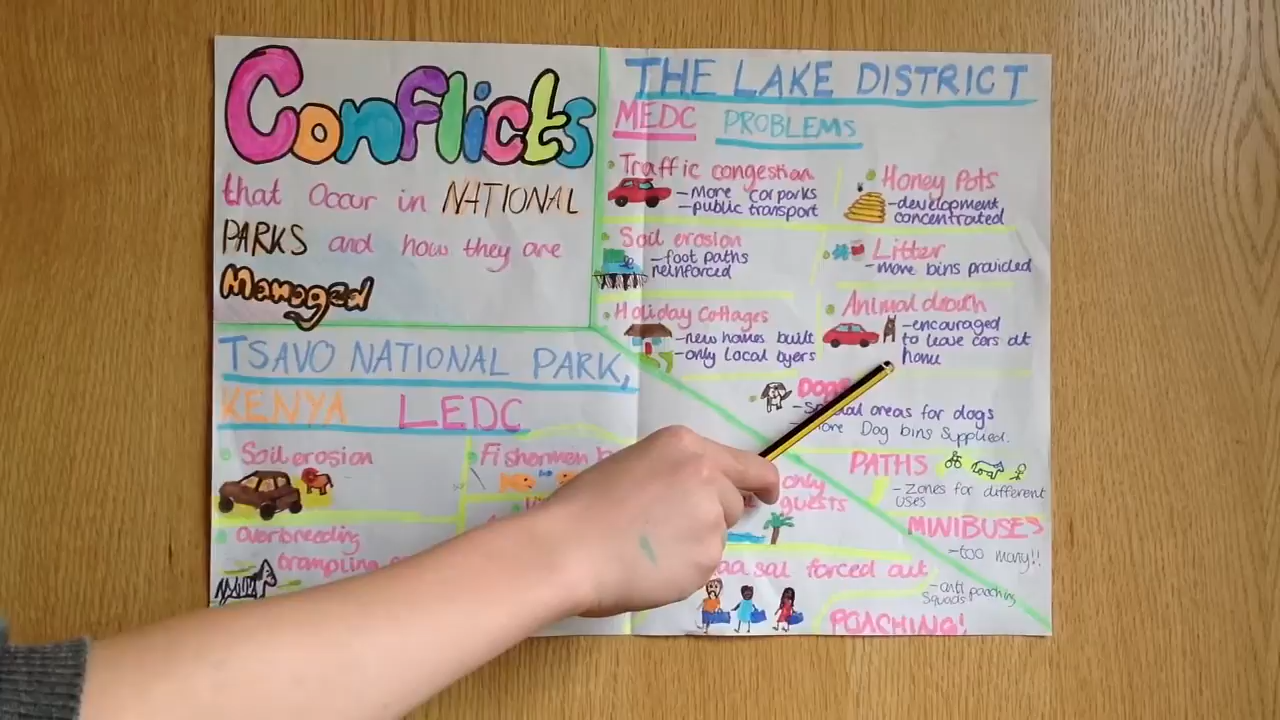 Conflicts
that occur in NATIONAL
PARKS and how they are
Managed
THE LAKE DISTRICT
MEDC PROBLEMS
Traffic congestion
-More carparks
-public transport
Honey Pots
-development
concentrated
Soil erosion
-foot paths
reinforced
Litter
-more bins provided
Holiday Cottages
-new homes built
-only local byers
Animal death
-encouraged
to leave cars at
home
DOGS
areas for dogs
Dog bins supplied.
PATHS
-Zones for different
uses
MINIBUSES
-too many!!
TSAVO NATIONAL PARK,
KENYA LEDC
Soil erosion
Fishermen
Overbreeding
trampling
only
guests
forced out
-anti poaching
Squads
POACHING!